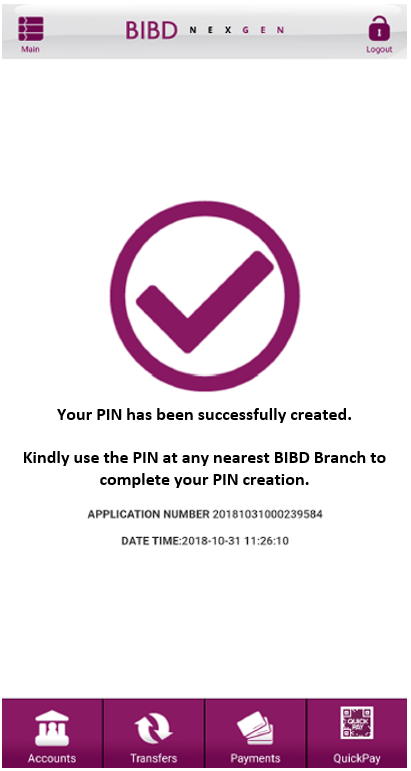 BIBD NEXGEN
Main
Logout
Your PIN has been successfully created.
Kindly use the PIN at any nearest BIBD Branch to
complete your PIN creation.
APPLICATION NUMBER 20181031000239584
DATE TIME:2018-10-31 11:26:10
QUICK
PAY
Accounts
Transfers
Payments
QuickPay